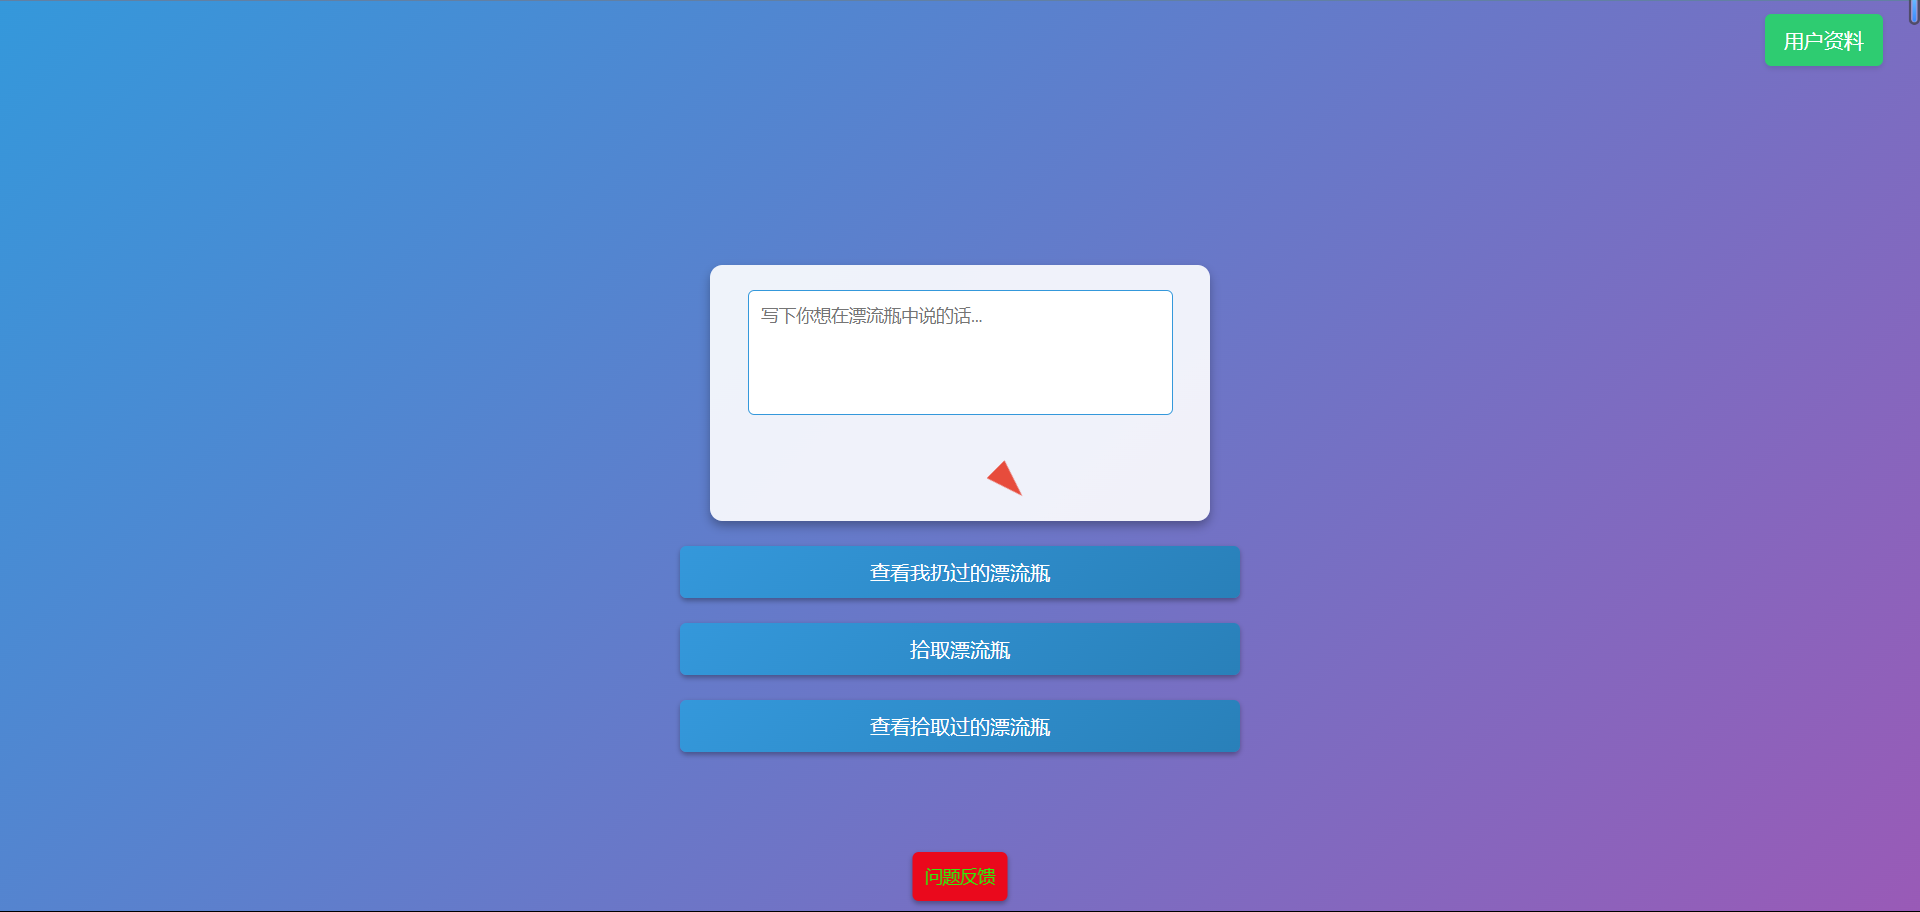 用户资料
写下你想在漂流瓶中说的话...
查看我扔过的漂流瓶
拾取漂流瓶
查看拾取过的漂流瓶
问题反馈